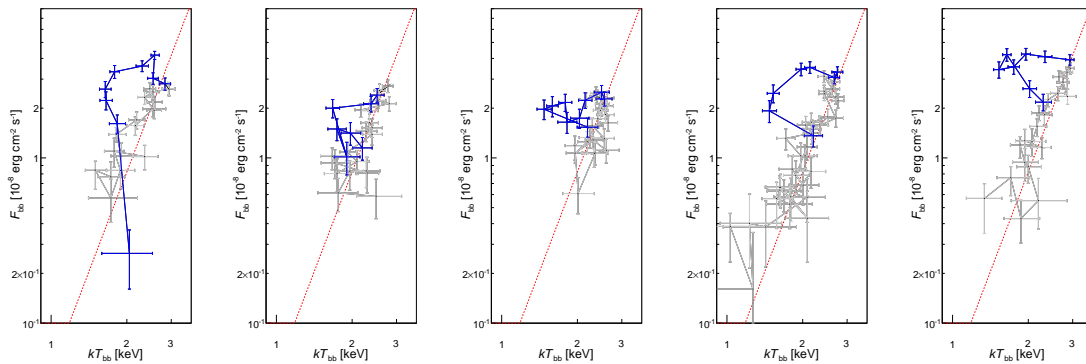 F_bb [10^-8 erg cm^-2 s^-1]
2
1
2×10^-1
10^-1
1 2 3
kT_bb [keV]
F_bb [10^-8 erg cm^-2 s^-1]
2
1
2×10^-1
10^-1
1 2 3
kT_bb [keV]
F_bb [10^-8 erg cm^-2 s^-1]
2
1
2×10^-1
10^-1
1 2 3
kT_bb [keV]
F_bb [10^-8 erg cm^-2 s^-1]
2
1
2×10^-1
10^-1
1 2 3
kT_bb [keV]
F_bb [10^-8 erg cm^-2 s^-1]
2
1
2×10^-1
10^-1
1 2 3
kT_bb [keV]